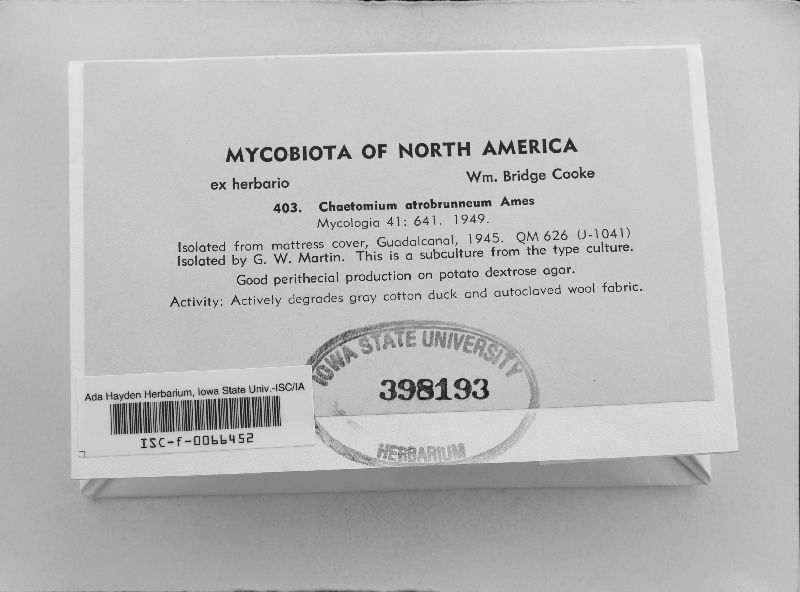 MYCOBIOTA OF NORTH AMERICA
ex herbario Wm. Bridge Cooke
403. Chaetomium atrobrunneum Ames
Mycologia 41: 641. 1949.
Isolated from mattress cover, Guadalcanal, 1945. QM 626 (J-1041)
Isolated by G. W. Martin. This is a subculture from the type culture.
Good perithecial production on potato dextrose agar.
Activity: Actively degrades gray cotton duck and autoclaved wool fabric.
IOWA STATE UNIVERSITY
398193
HERBARIUM
Ada Hayden Herbarium, Iowa State Univ.-ISC/IA
ISC-f-0066452